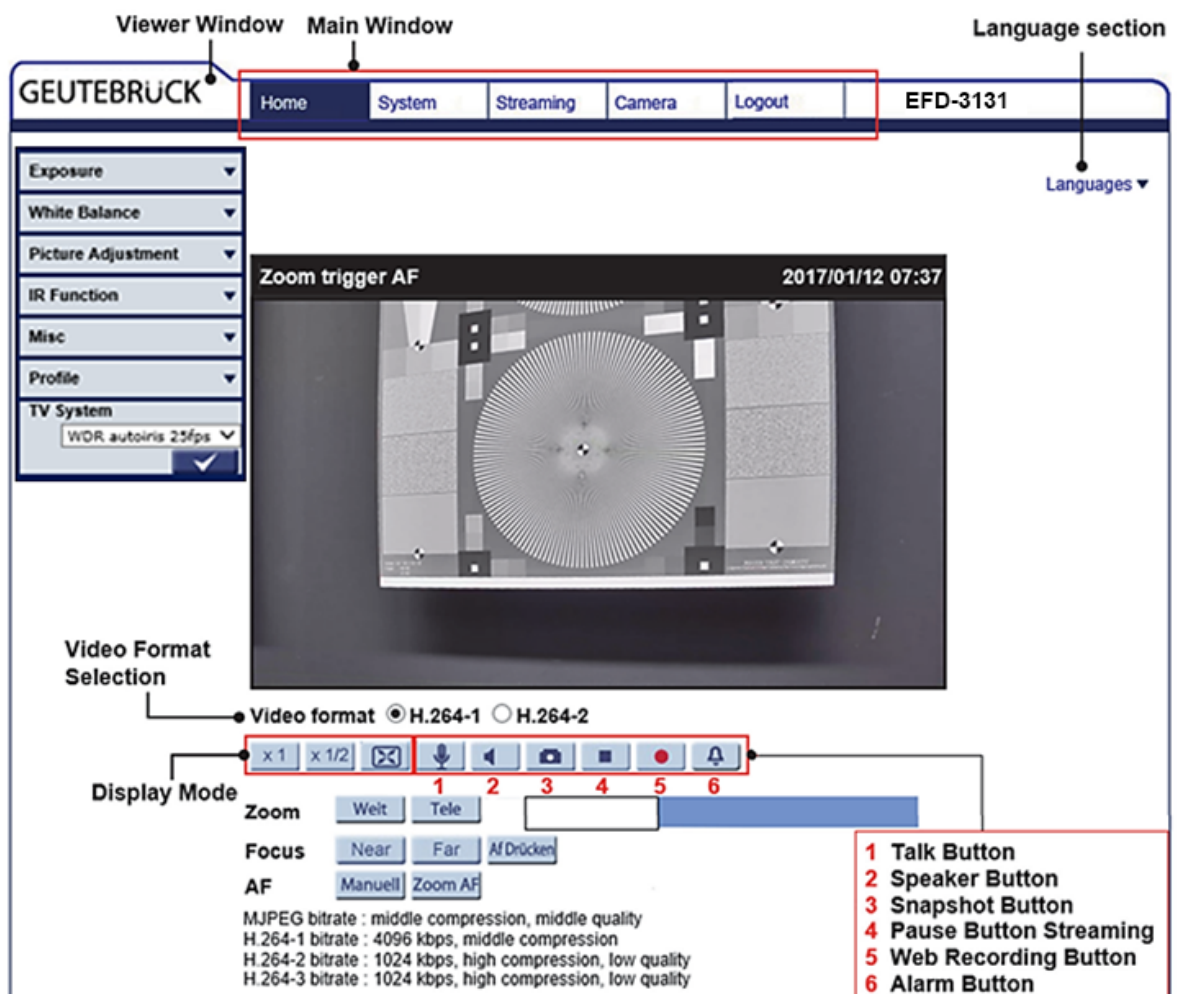 Viewer Window Main Window Language section
GEUTEBRÜCK
Home System Streaming Camera Logout EFD-3131
Languages
Exposure
White Balance
Picture Adjustment
IR Function
Misc
Profile
TV System
WDR autoiris 25fps
Zoom trigger AF 2017/01/12 07:37
Video Format
Selection
Video format H.264-1 H.264-2
x 1 x 1/2
Display Mode
1 2 3 4 5 6
Zoom Weit Tele
Focus Near Far Af Drücken
AF Manuell Zoom AF
MJPEG bitrate : middle compression, middle quality
H.264-1 bitrate : 4096 kbps, middle compression
H.264-2 bitrate : 1024 kbps, high compression, low quality
H.264-3 bitrate : 1024 kbps, high compression, low quality
1 Talk Button
2 Speaker Button
3 Snapshot Button
4 Pause Button Streaming
5 Web Recording Button
6 Alarm Button